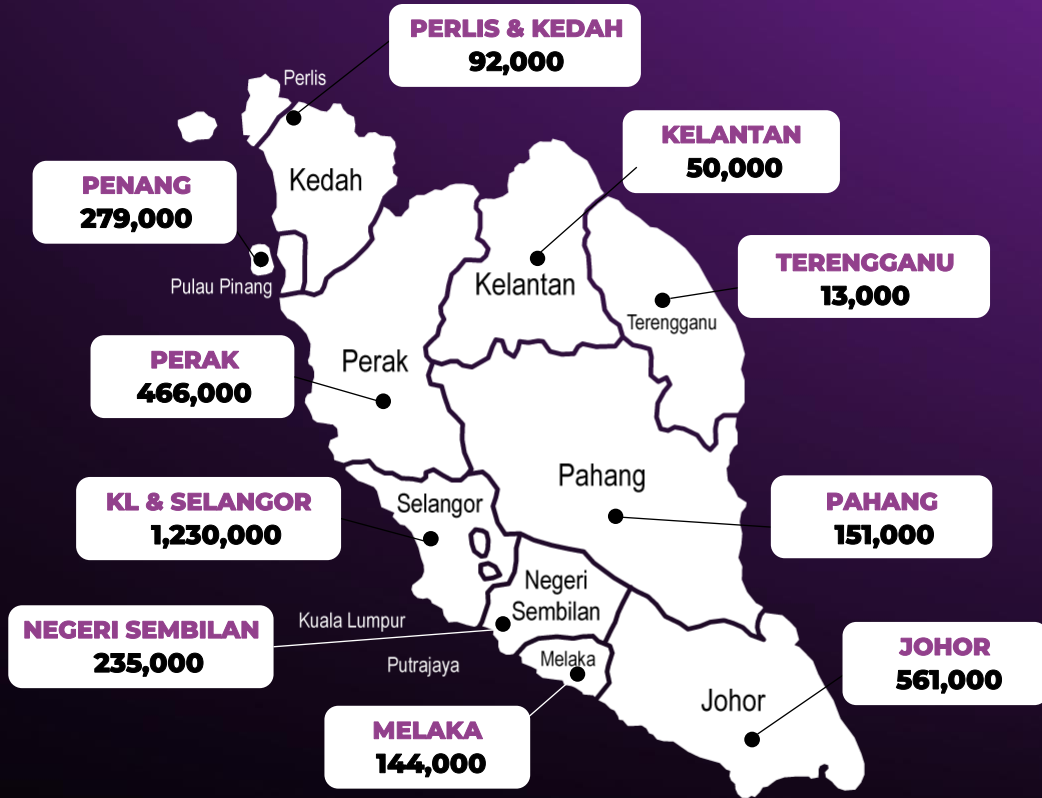 PERLIS & KEDAH
92,000
Perlis
KELANTAN
50,000
Kedah
PENANG
279,000
TERENGGANU
13,000
Kelantan
Pulau Pinang
Terengganu
PERAK
466,000
Perak
Pahang
KL & SELANGOR
1,230,000
Selangor
PAHANG
151,000
Negeri
Sembilan
Kuala Lumpur
NEGERI SEMBILAN
235,000
Putrajaya
Melaka
JOHOR
561,000
Johor
MELAKA
144,000